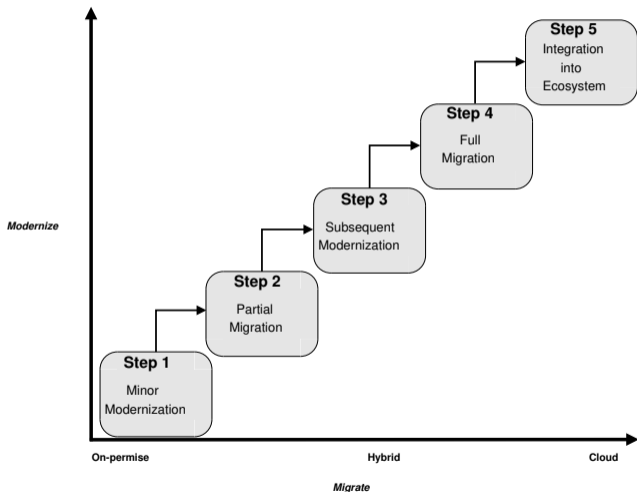 Step 5
Integration
into
Ecosystem
Step 4
Full
Migration
Step 3
Subsequent
Modernization
Modernize
Step 2
Partial
Migration
Step 1
Minor
Modernization
On-permise
Hybrid
Cloud
Migrate